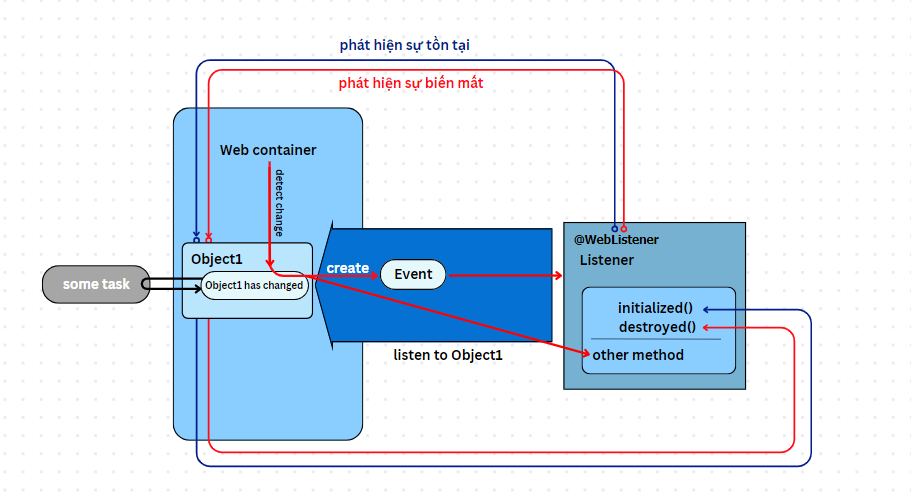 phát hiện sự tồn tại
phát hiện sự biến mất
Web container
detect change
@WebListener
Listener
Object1
some task
Object1 has changed
create
Event
initialized()
destroyed()
other method
listen to Object1